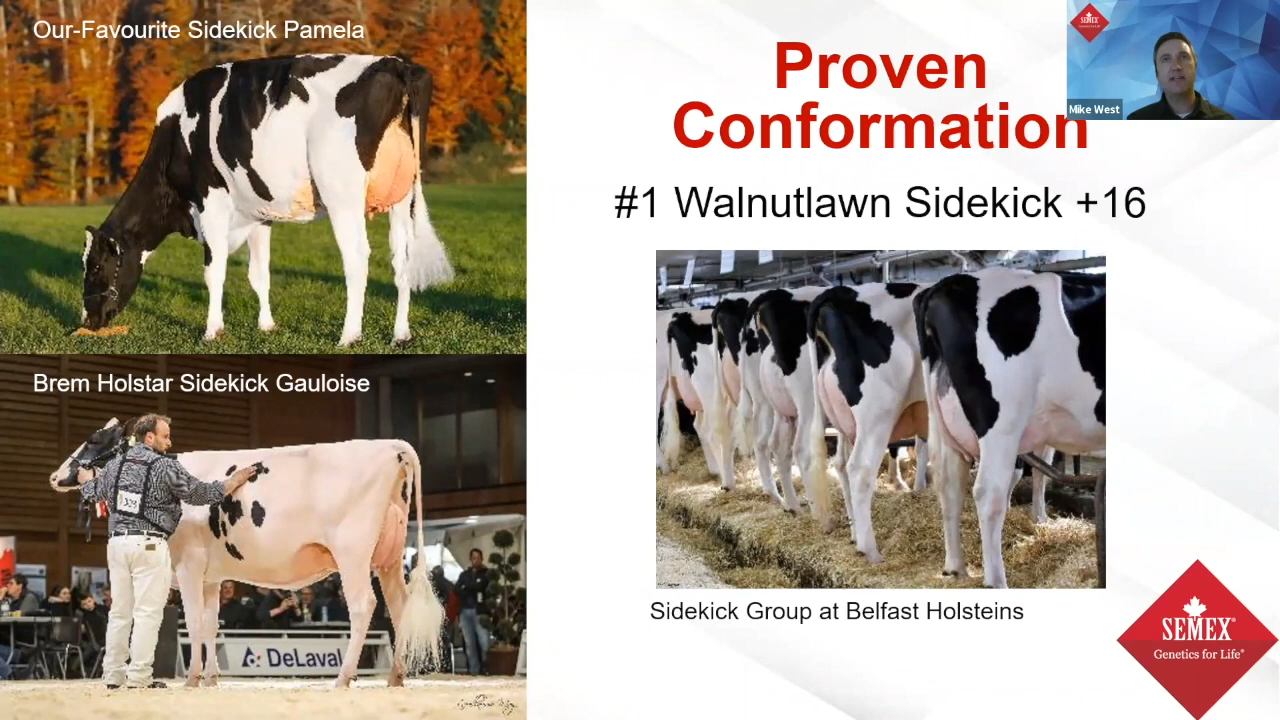 Our-Favourite Sidekick Pamela
Proven
Conformation
#1 Walnutlawn Sidekick +16
SEMEX
Mike West
Brem Holstar Sidekick Gauloise
DeLaval
Sidekick Group at Belfast Holsteins
SEMEX®
Genetics for Life®